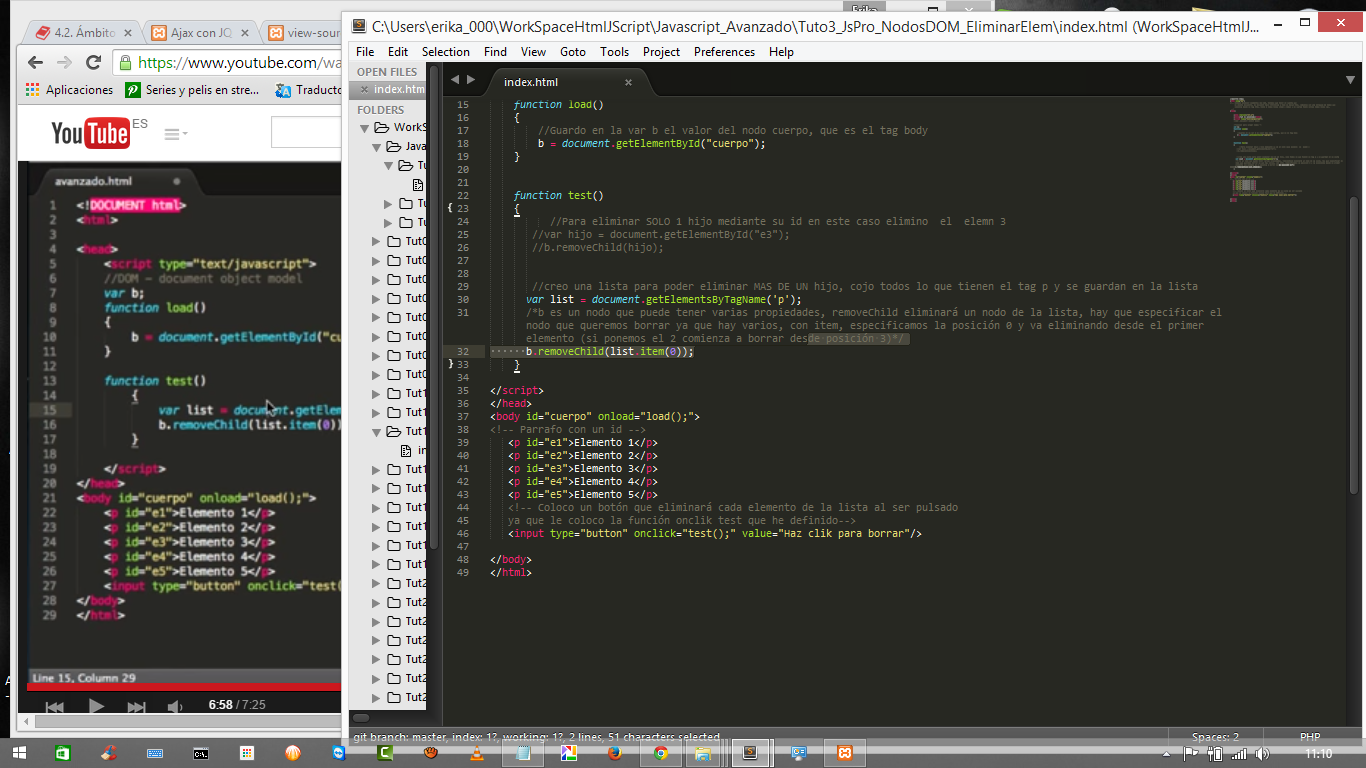 Erika
C:\Users\erika_000\WorkSpaceHtmlJScript\Javascript_Avanzado\Tuto3_JsPro_NodosDOM_EliminarElem\index.html (WorkSpaceHtmlJ...
4.2. Ámbito
Ajax con JQ
view-sour
https://www.youtube.com/wa
Aplicaciones
Series y pelis en stre...
Traducto
YouTube ES
avanzado.html
1 <!DOCUMENT html>
2 <html>
3
4 <head>
5 <script type="text/javascript">
6 //DOM – document object model
7 var b;
8 function load()
9 {
10 b = document.getElementById("cu
11 }
12
13 function test()
14 {
15 var list = document.getElem
16 b.removeChild(list.item(0))
17 }
18
19 </script>
20 </head>
21 <body id="cuerpo" onload="load();">
22 <p id="e1">Elemento 1</p>
23 <p id="e2">Elemento 2</p>
24 <p id="e3">Elemento 3</p>
25 <p id="e4">Elemento 4</p>
26 <p id="e5">Elemento 5</p>
27 <input type="button" onclick="test(
28 </body>
29 </html>
Line 15, Column 29
6:58 / 7:25
File Edit Selection Find View Goto Tools Project Preferences Help
OPEN FILES
index.htm
FOLDERS
WorkS
Java
Tu
Tu
Tu
Tut0
Tut0
Tut0
Tut0
Tut0
Tut0
Tut0
Tut0
Tut1
Tut1
Tut1
in
Tut1
Tut1
Tut1
Tut1
Tut1
Tut1
Tut2
Tut2
Tut2
Tut2
Tut2
Tut2
Tut2
index.html
15 function load()
16 {
17 //Guardo en la var b el valor del nodo cuerpo, que es el tag body
18 b = document.getElementById("cuerpo");
19 }
20
21
22 function test()
23 {
24 //Para eliminar SOLO 1 hijo mediante su id en este caso elimino el elemn 3
25 //var hijo = document.getElementById("e3");
26 //b.removeChild(hijo);
27
28
29 //creo una lista para poder eliminar MAS DE UN hijo, cojo todos lo que tienen el tag p y se guardan en la lista
30 var list = document.getElementsByTagName('p');
31 /*b es un nodo que puede tener varias propiedades, removeChild eliminará un nodo de la lista, hay que especificar el
nodo que queremos borrar ya que hay varios, con item, especificamos la posición 0 y va eliminando desde el primer
elemento (si ponemos el 2 comienza a borrar desde posición 3)*/
32 b.removeChild(list.item(0));
33 }
34
35 </script>
36 </head>
37 <body id="cuerpo" onload="load();">
38 <!-- Parrafo con un id -->
39 <p id="e1">Elemento 1</p>
40 <p id="e2">Elemento 2</p>
41 <p id="e3">Elemento 3</p>
42 <p id="e4">Elemento 4</p>
43 <p id="e5">Elemento 5</p>
44 <!-- Coloco un botón que eliminará cada elemento de la lista al ser pulsado
45 ya que le coloco la función onclik test que he definido-->
46 <input type="button" onclick="test();" value="Haz clik para borrar"/>
47
48 </body>
49 </html>
git branch: master, index: 1?, working: 1?, 2 lines, 51 characters selected
Spaces: 2
PHP
11:10